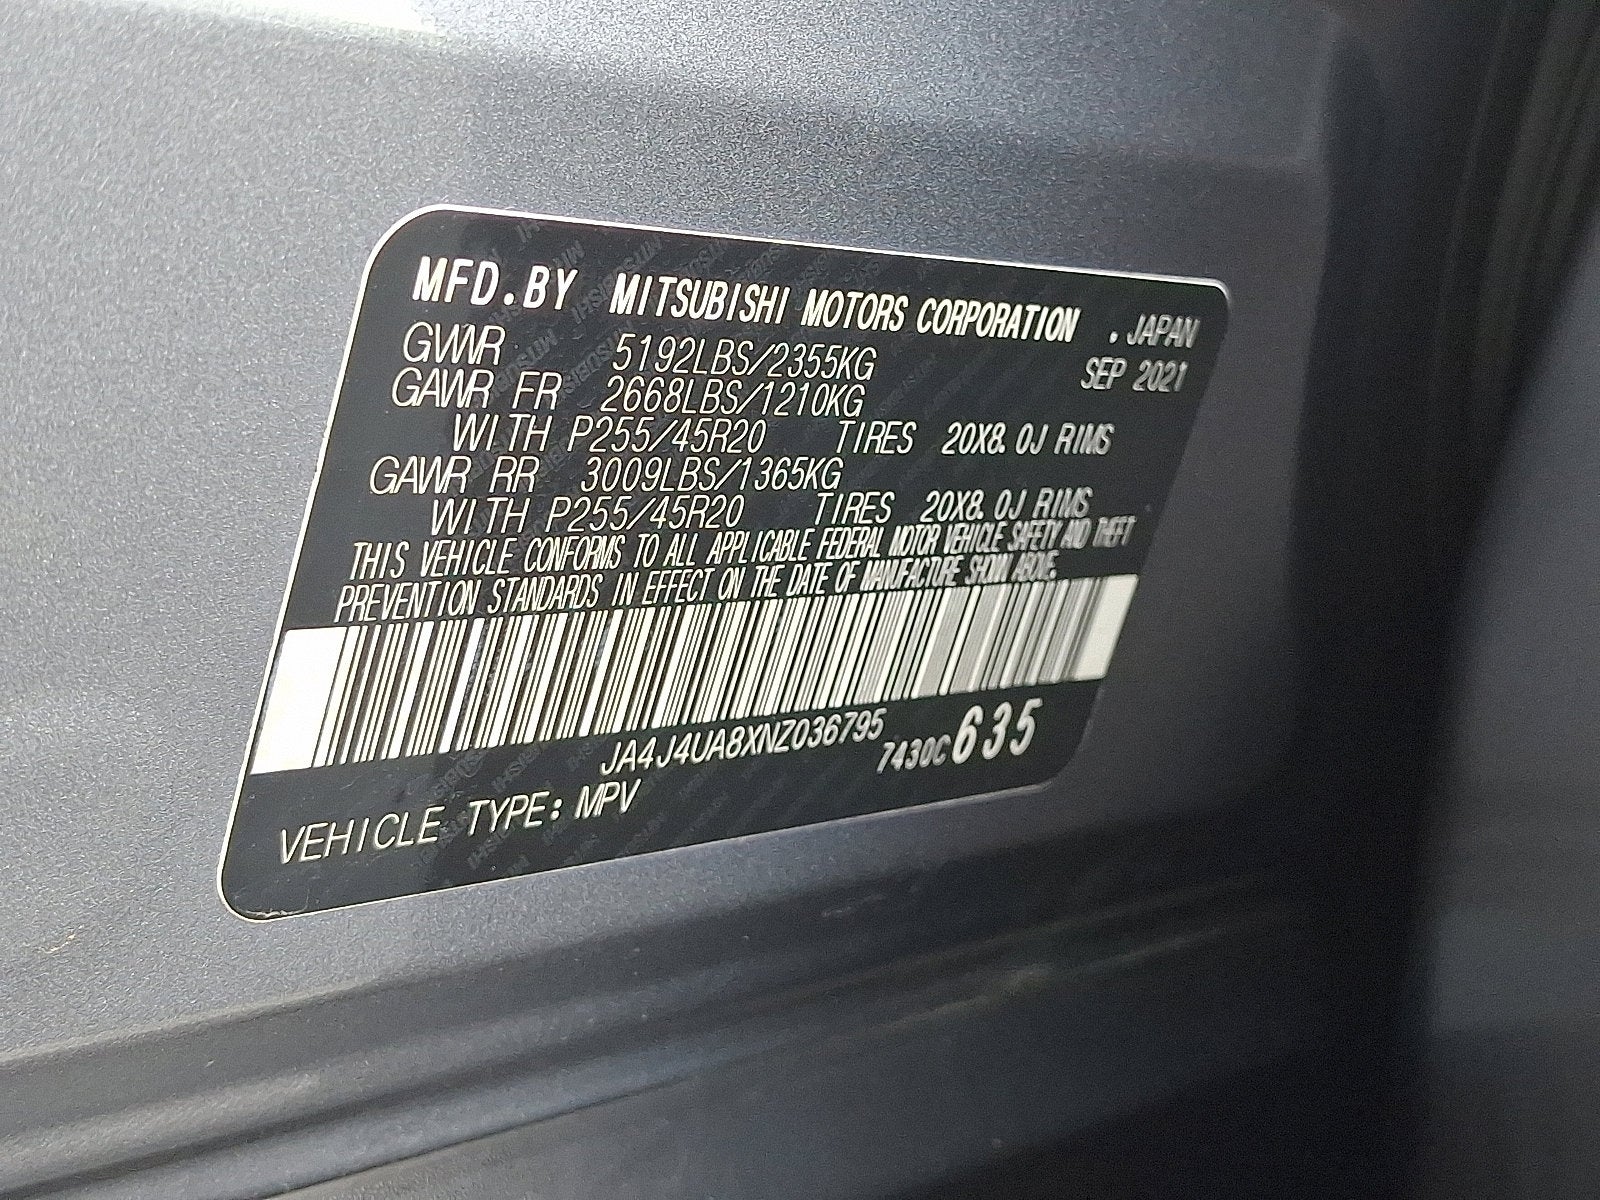 MFD.BY MITSUBISHI MOTORS CORPORATION , JAPAN
GVWR 5192LBS/2355KG SEP 2021
GAWR FR 2668LBS/1210KG
WITH P255/45R20 TIRES 20X8.0J RIMS
GAWR RR 3009LBS/1365KG
WITH P255/45R20 TIRES 20X8.0J RIMS
THIS VEHICLE CONFORMS TO ALL APPLICABLE FEDERAL MOTOR VEHICLE SAFETY AND THEFT
PREVENTION STANDARDS IN EFFECT ON THE DATE OF MANUFACTURE SHOWN ABOVE.
JA4J4UA8XNZ036795 7430C635
VEHICLE TYPE: MPV